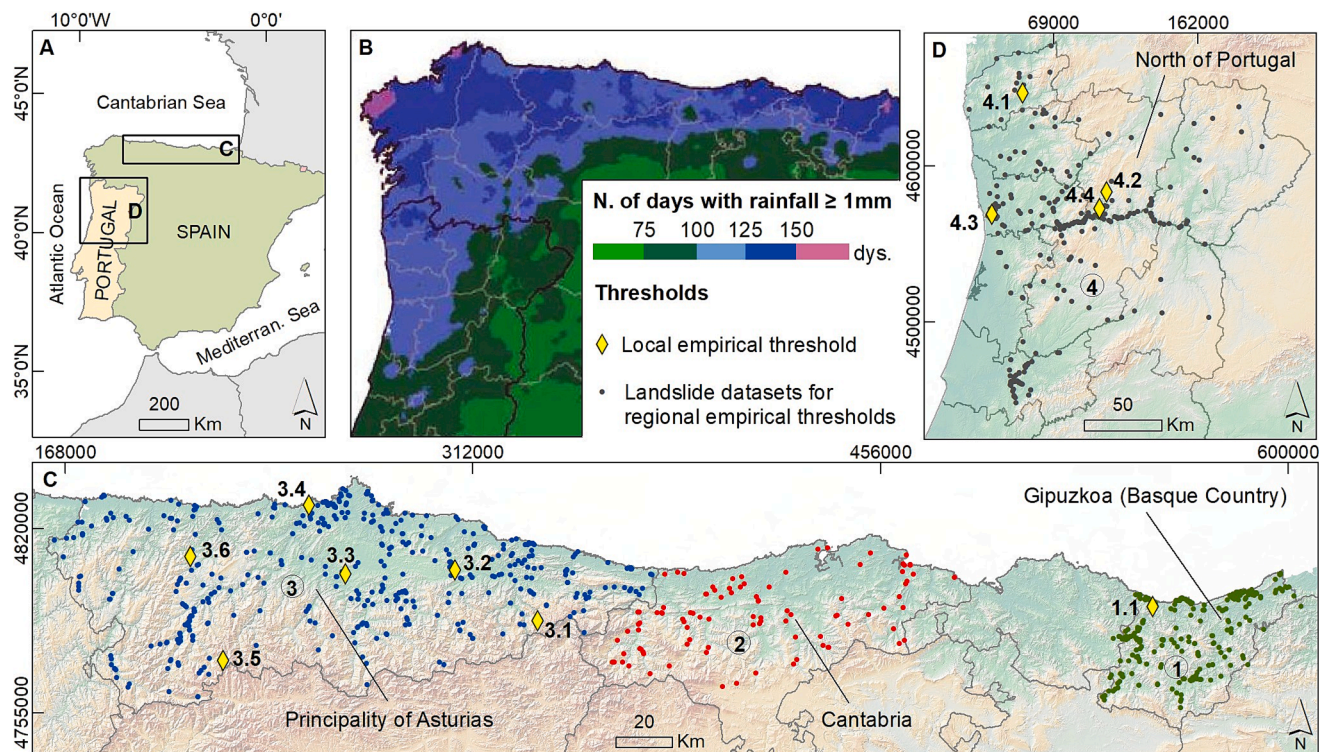 10°0'W
0°0'
A
45°0'N
40°0'N
35°0'N
Cantabrian Sea
C
D
Atlantic Ocean
PORTUGAL
SPAIN
Mediterran. Sea
200
Km
N
B
N. of days with rainfall ≥ 1mm
75 100 125 150
dys.
Thresholds
Local empirical threshold
Landslide datasets for
regional empirical thresholds
D
69000
162000
4600000
4500000
North of Portugal
4.1
4.2
4.4
4.3
4
50
Km
N
C
168000
312000
456000
600000
4820000
4755000
3.4
3.6
3.3
3.2
3
3.1
3.5
Principality of Asturias
2
Cantabria
Gipuzkoa (Basque Country)
1.1
1
20
Km
N